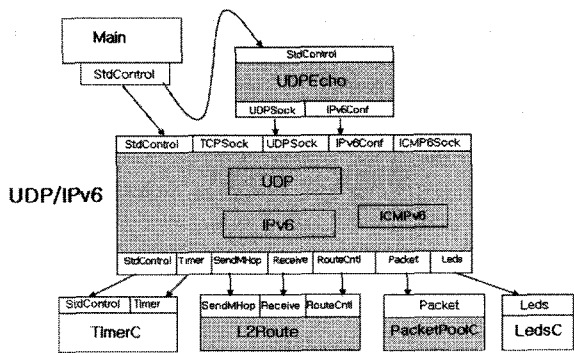 Main
StdControl
StdControl
UDPEcho
UDPSock IPv6Conf
StdControl TCPSock UDPSock IPv6Conf ICMP6Sock
UDP/IPv6
UDP
IPv6
ICMPv6
StdControl Timer SendMHop Receive RouteCntl Packet Leds
StdControl Timer
TimerC
SendMHop Receive RouteCntl
L2Route
Packet
PacketPoolC
Leds
LedsC